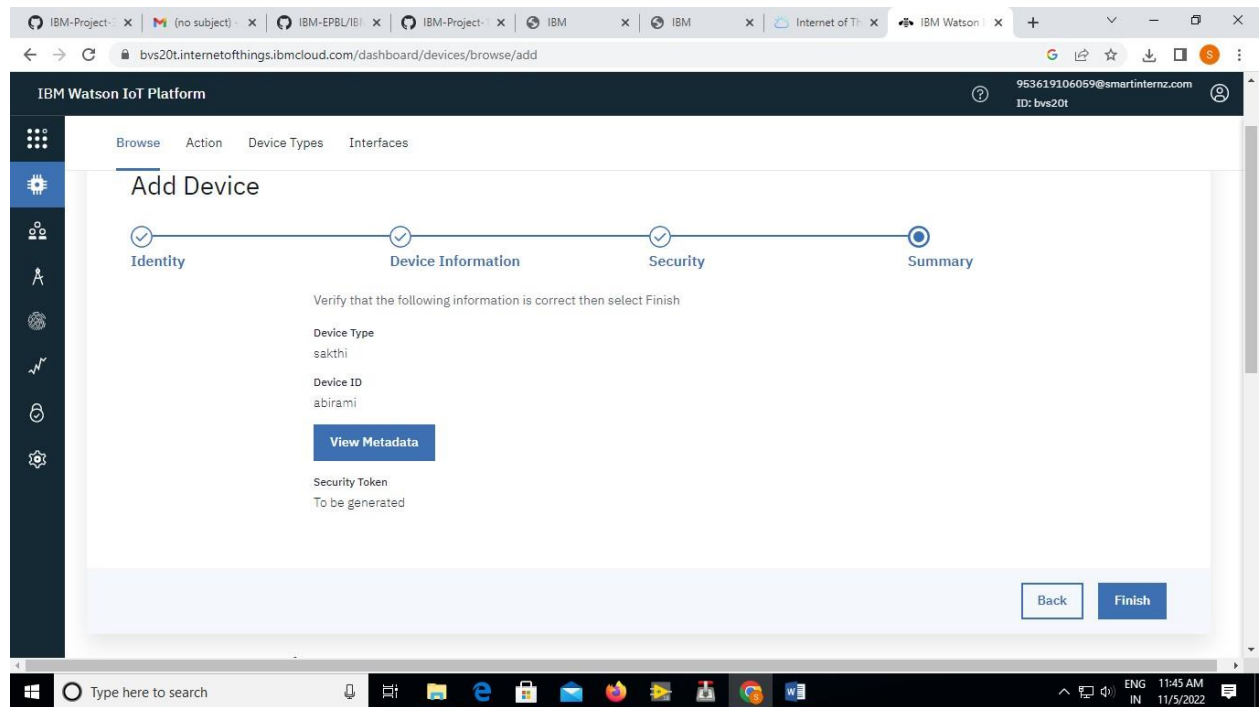 IBM-Project-
(no subject) -
IBM-EPBL/IBI
IBM-Project-
IBM
IBM
Internet of Th
IBM Watson
bvs20t.internetofthings.ibmcloud.com/dashboard/devices/browse/add
IBM Watson IoT Platform
953619106059@smartinternz.com
ID: bvs20t
Browse Action Device Types Interfaces
Add Device
Identity Device Information Security Summary
Verify that the following information is correct then select Finish
Device Type
sakthi
Device ID
abirami
View Metadata
Security Token
To be generated
Back Finish
Type here to search
ENG 11:45 AM
IN 11/5/2022